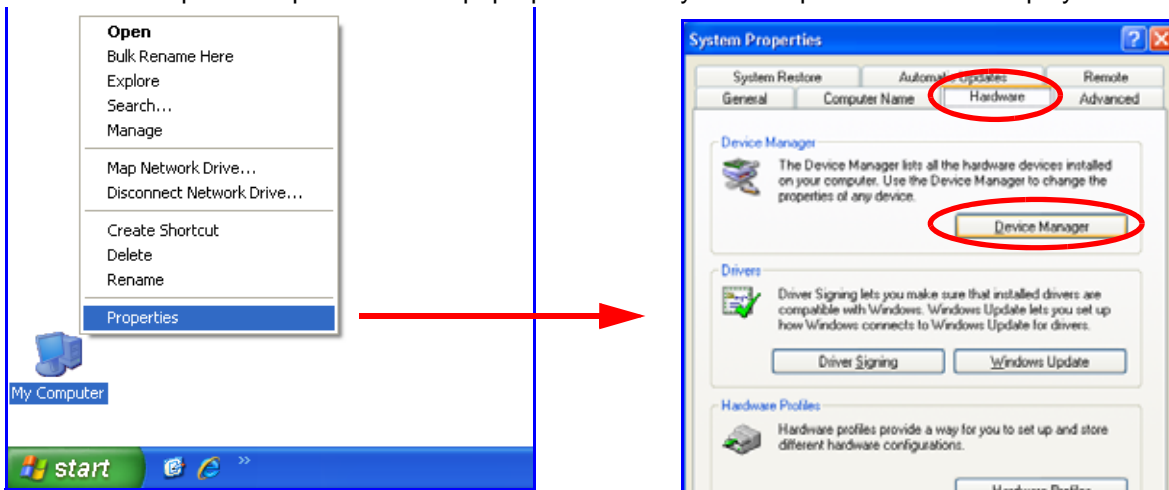 Open
Bulk Rename Here
Explore
Search...
Manage
Map Network Drive...
Disconnect Network Drive...
Create Shortcut
Delete
Rename
Properties
My Computer
start
System Properties
System Restore
Automatic Updates
Remote
General
Computer Name
Hardware
Advanced
Device Manager
The Device Manager lists all the hardware devices installed
on your computer. Use the Device Manager to change the
properties of any device.
Device Manager
Drivers
Driver Signing lets you make sure that installed drivers are
compatible with Windows. Windows Update lets you set up
how Windows connects to Windows Update for drivers.
Driver Signing
Windows Update
Hardware Profiles
Hardware profiles provide a way for you to set up and store
different hardware configurations.
Hardware Profiles